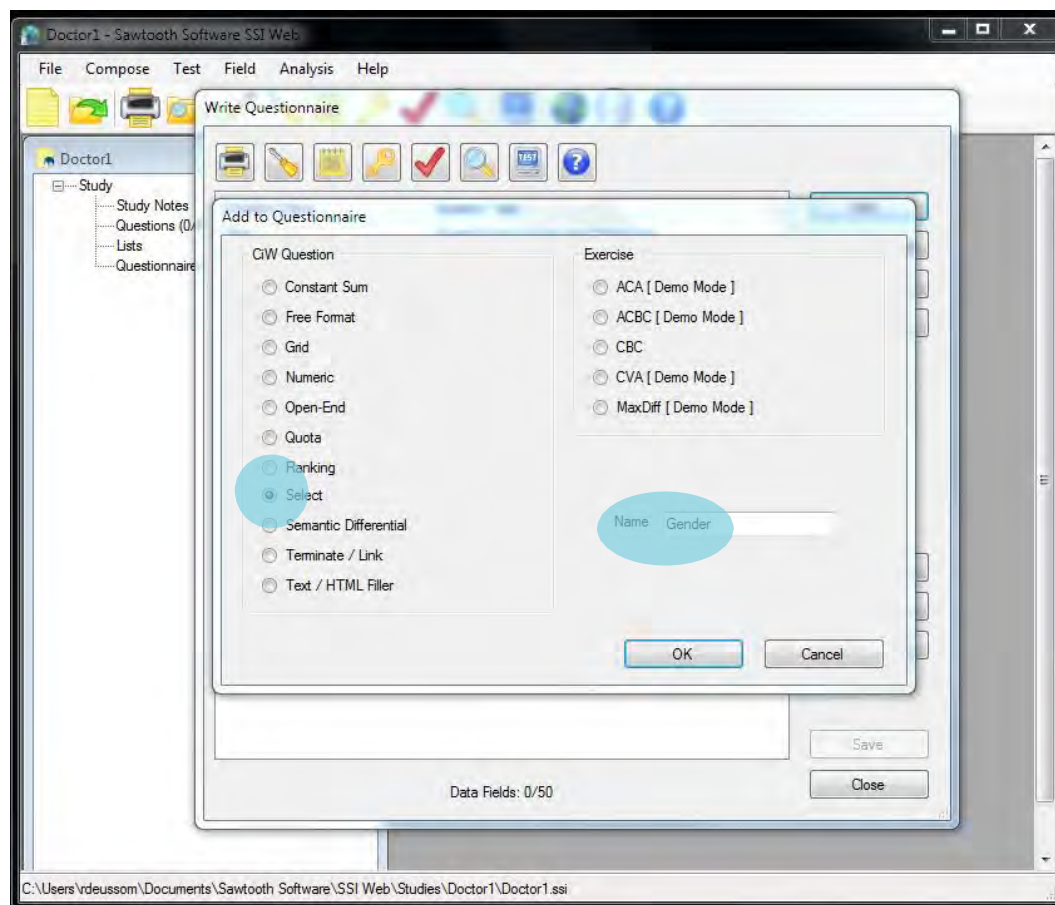 Doctor1 - Sawtooth Software SSI Web
File Compose Test Field Analysis Help
Write Questionnaire
Doctor1
Study
Study Notes
Questions (0/
Lists
Questionnaire
TEST
Add to Questionnaire
CiW Question
Constant Sum
Free Format
Grid
Numeric
Open-End
Quota
Ranking
Select
Semantic Differential
Terminate / Link
Text / HTML Filler
Exercise
ACA [ Demo Mode ]
ACBC [ Demo Mode ]
CBC
CVA [ Demo Mode ]
MaxDiff [ Demo Mode ]
Name Gender
OK Cancel
Save
Data Fields: 0/50
Close
C:\Users\rdeussom\Documents\Sawtooth Software\SSI Web\Studies\Doctor1\Doctor1.ssi